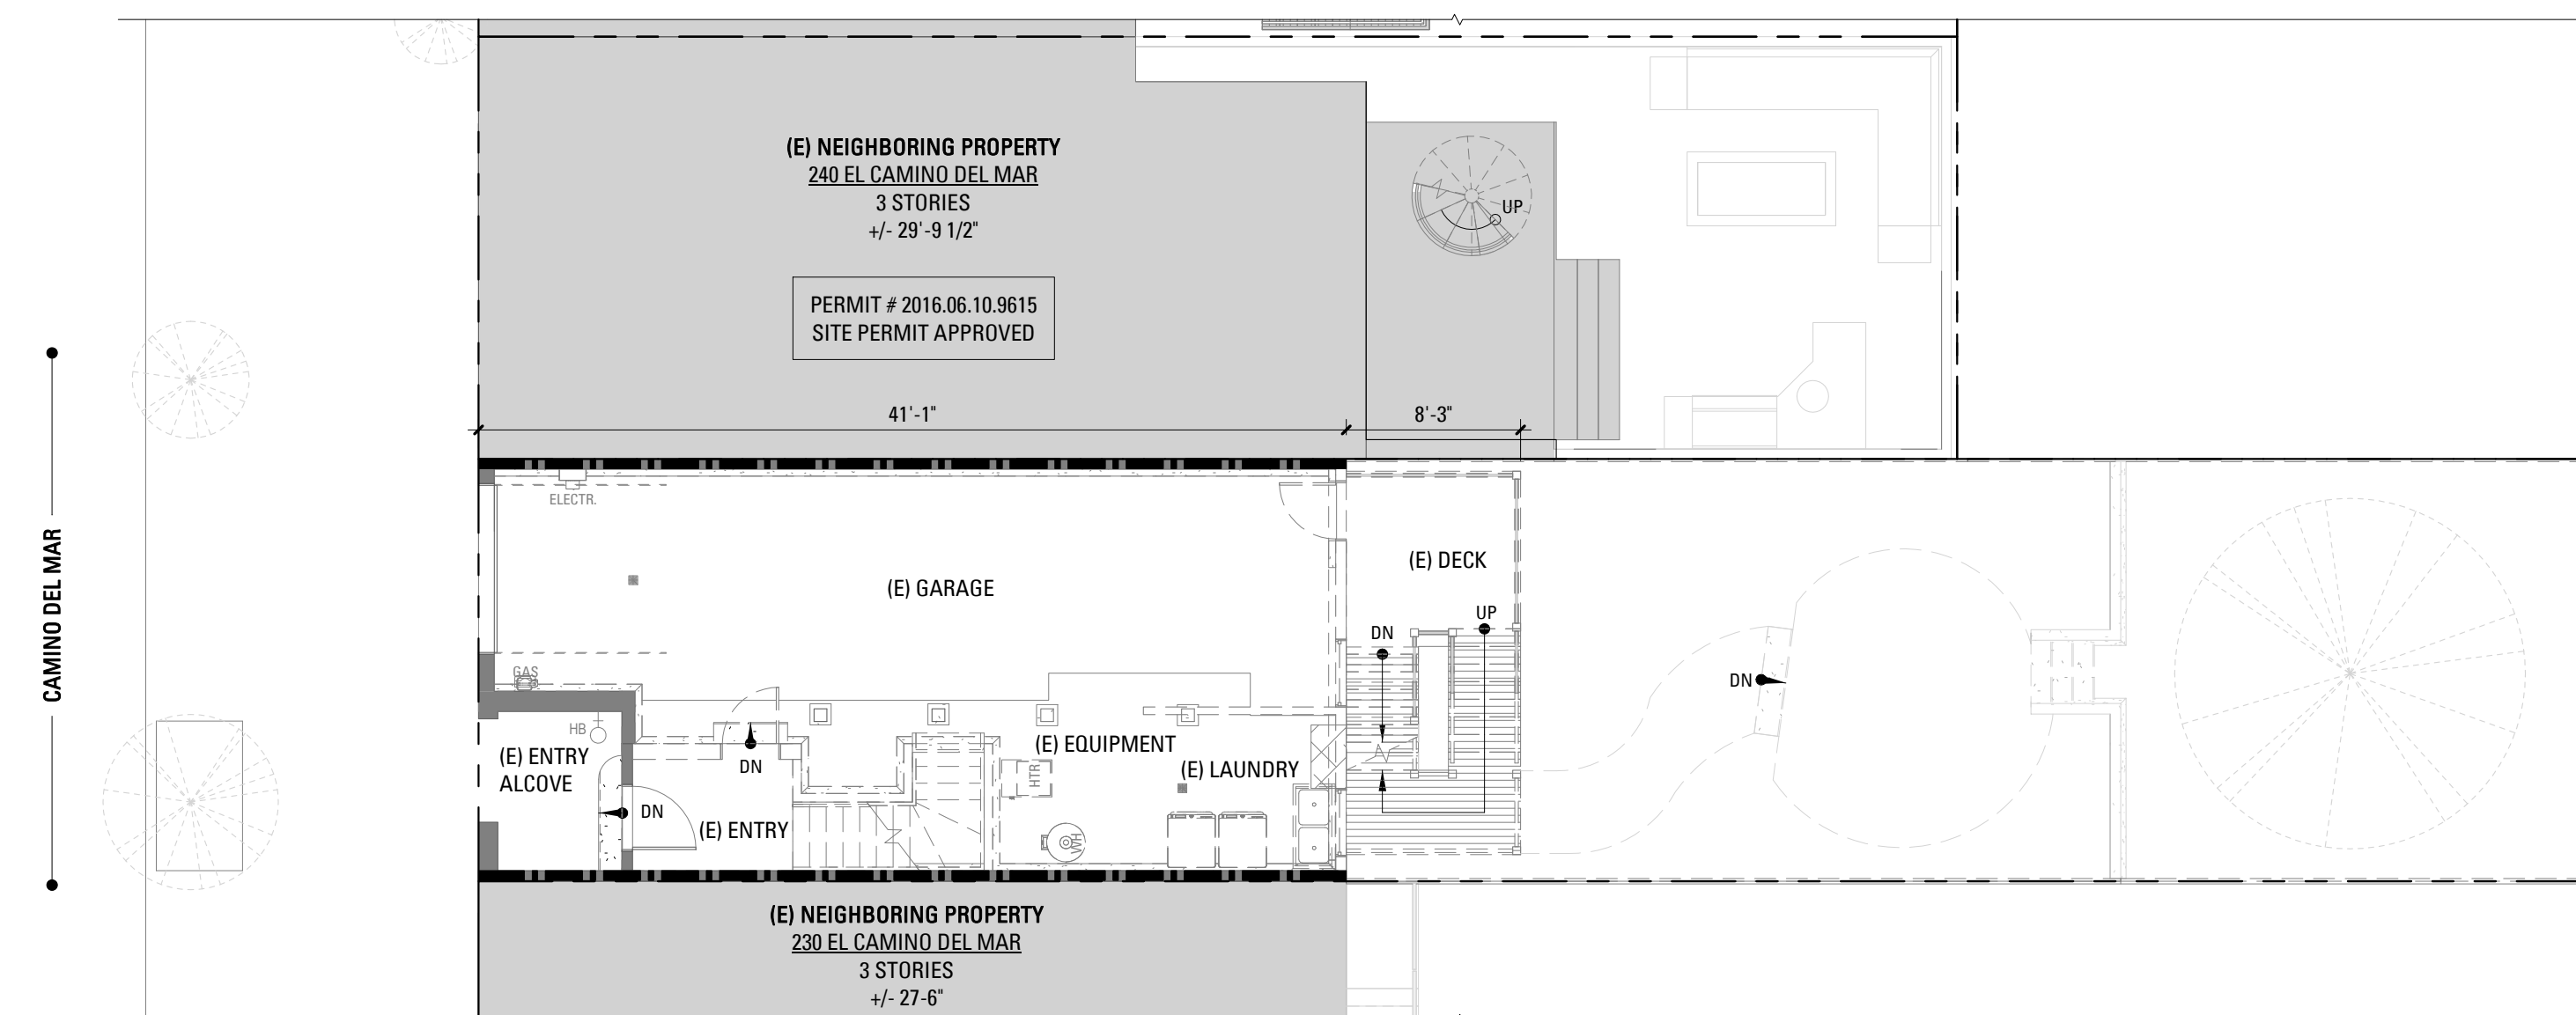 (E) NEIGHBORING PROPERTY
240 EL CAMINO DEL MAR
3 STORIES
+/- 29'-9 1/2"
PERMIT # 2016.06.10.9615
SITE PERMIT APPROVED
UP
41'-1"
8'-3"
CAMINO DEL MAR
ELECTR.
(E) GARAGE
(E) DECK
UP
DN
GAS
DN
HB
(E) ENTRY
ALCOVE
DN
DN
(E) ENTRY
(E) EQUIPMENT
HTR
(E) LAUNDRY
WH
(E) NEIGHBORING PROPERTY
230 EL CAMINO DEL MAR
3 STORIES
+/- 27-6"